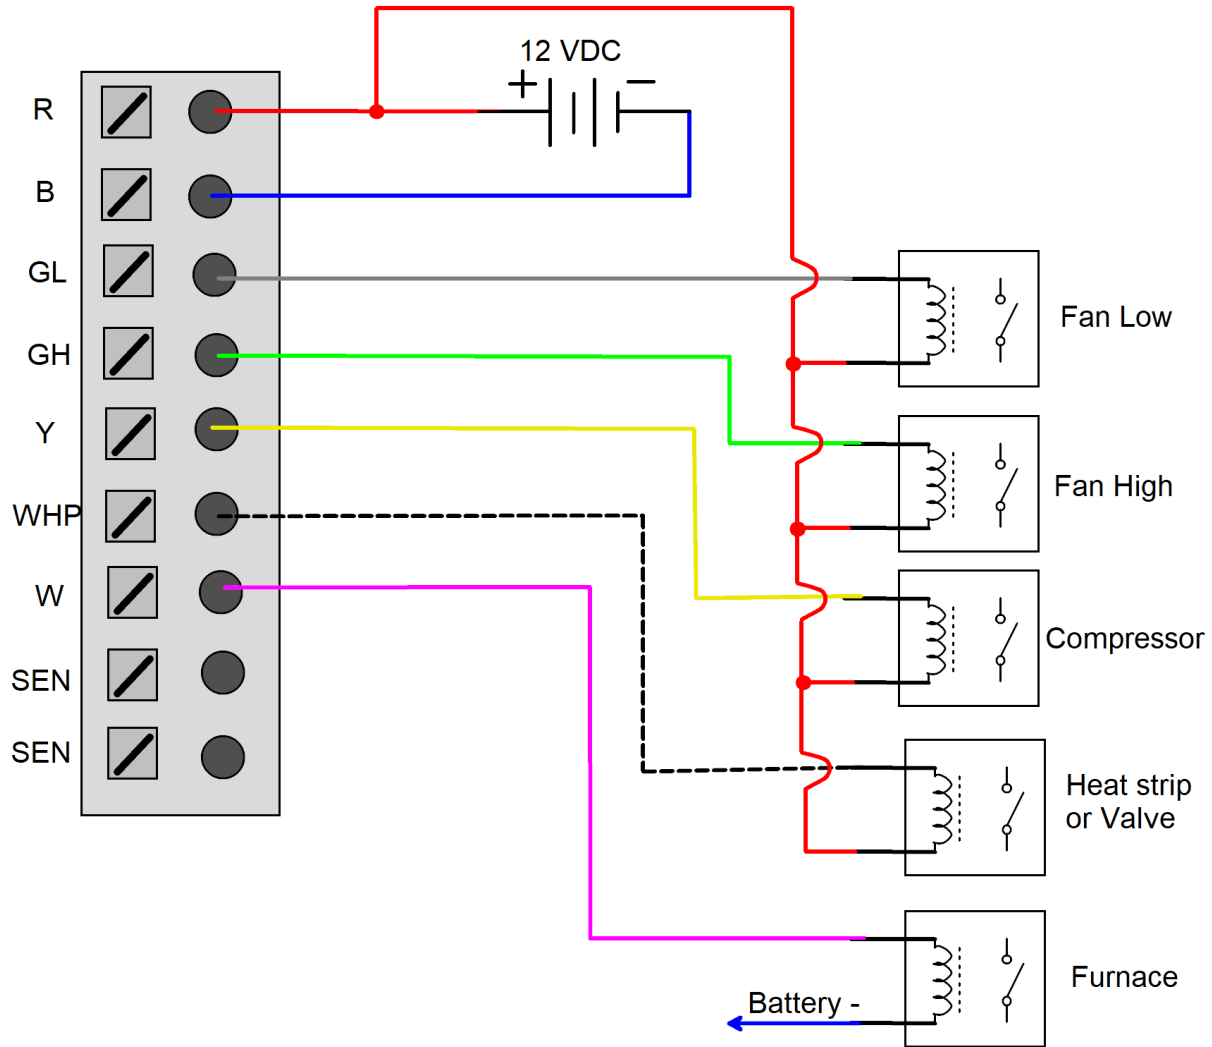 12 VDC
+
−
R
B
GL
GH
Y
WHP
W
SEN
SEN
Fan Low
Fan High
Compressor
Heat strip
or Valve
Furnace
Battery -